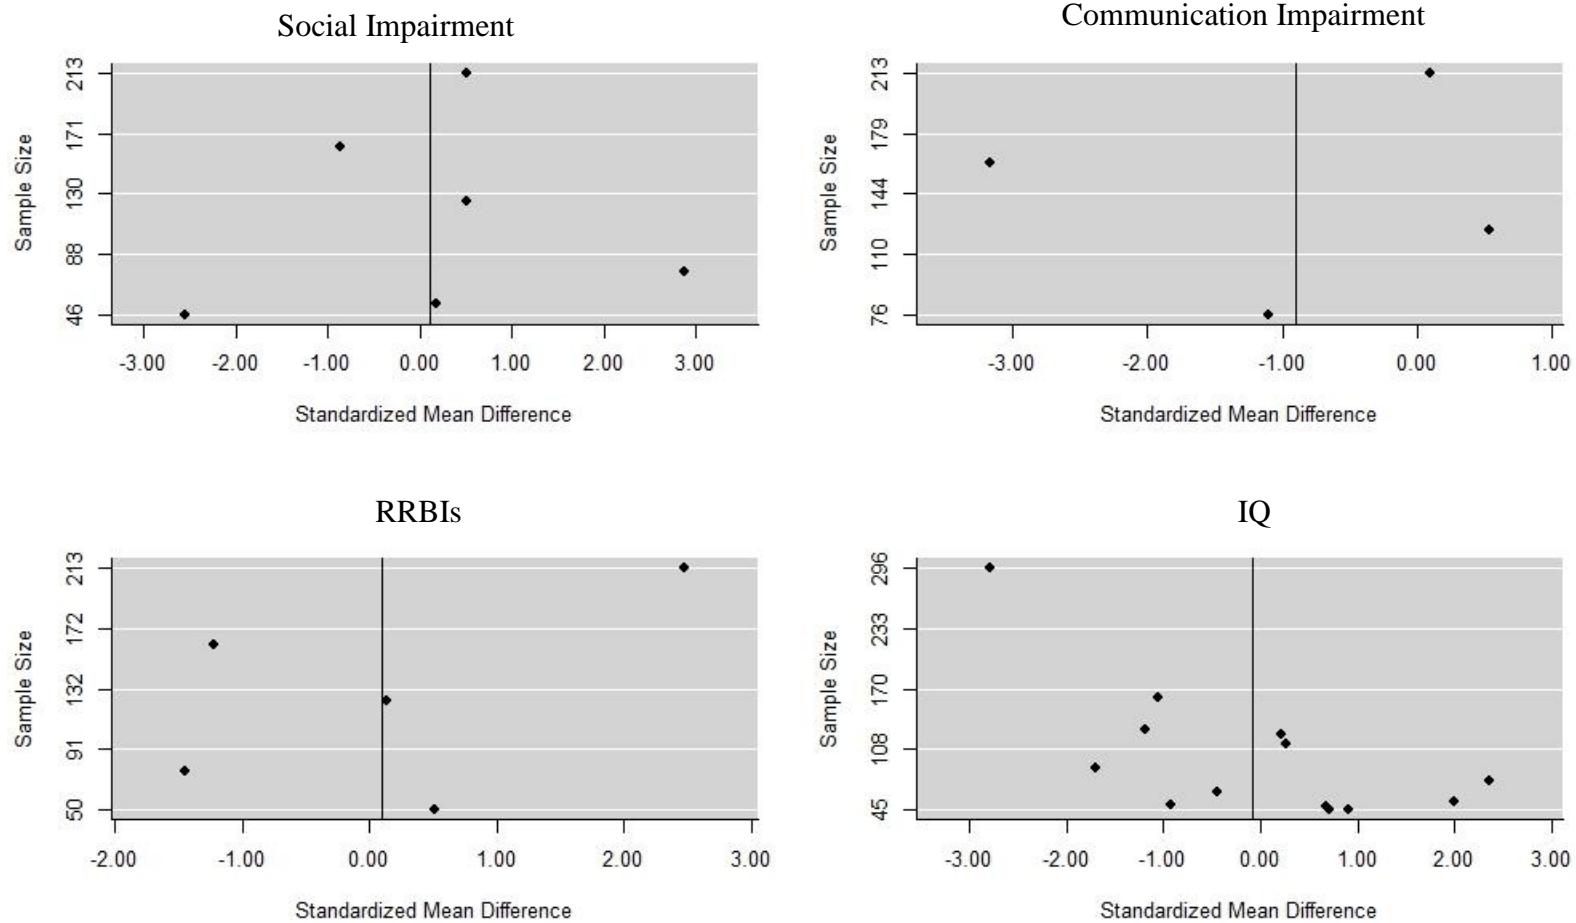 Social Impairment
Sample Size
213
171
130
88
46
-3.00 -2.00 -1.00 0.00 1.00 2.00 3.00
Standardized Mean Difference
Communication Impairment
Sample Size
213
179
144
110
76
-3.00 -2.00 -1.00 0.00 1.00
Standardized Mean Difference
RRBIs
Sample Size
213
172
132
91
50
-2.00 -1.00 0.00 1.00 2.00 3.00
Standardized Mean Difference
IQ
Sample Size
296
233
170
108
45
-3.00 -2.00 -1.00 0.00 1.00 2.00 3.00
Standardized Mean Difference